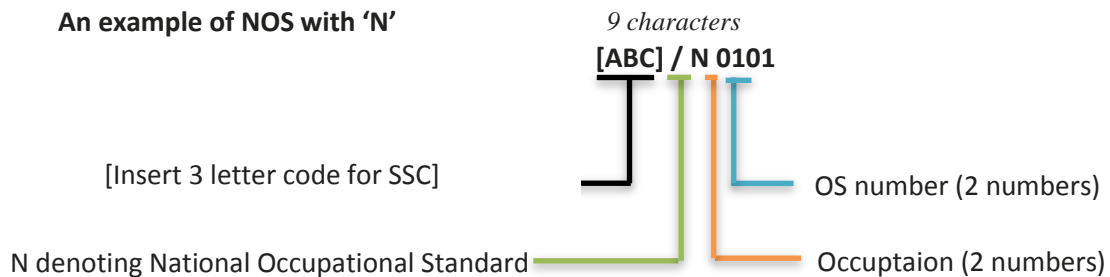 An example of NOS with ‘N’
9 characters
[ABC] / N 0101
[Insert 3 letter code for SSC]
OS number (2 numbers)
N denoting National Occupational Standard
Occuptaion (2 numbers)